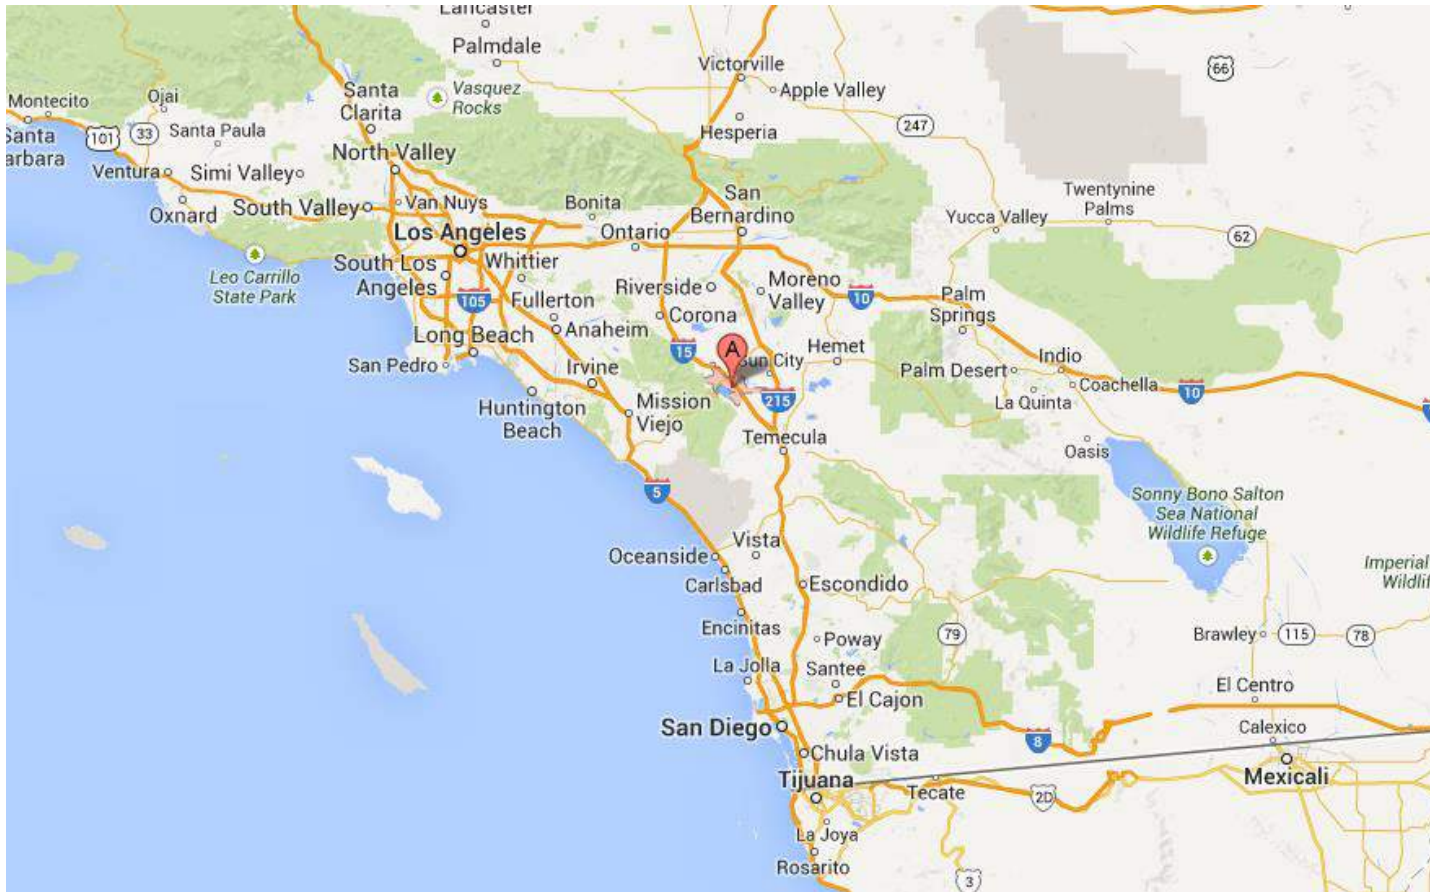 Lancaster
Palmdale
Victorville
66
Santa
Clarita
Vasquez
Rocks
Apple Valley
Montecito
Ojai
Hesperia
247
Santa
arbara
101
33
Santa Paula
North Valley
Ventura
Simi Valley
Twentynine
Palms
San
Bernardino
Oxnard
South Valley
Van Nuys
Bonita
Yucca Valley
Los Angeles
Ontario
62
Leo Carrillo
State Park
South Los
Angeles
Whittier
Riverside
Moreno
Valley
105
Fullerton
10
Palm
Springs
Corona
Anaheim
Long Beach
A
15
Sun City
Hemet
San Pedro
Irvine
Palm Desert
Indio
Coachella
10
Huntington
Beach
Mission
Viejo
215
La Quinta
Temecula
Oasis
5
Sonny Bono Salton
Sea National
Wildlife Refuge
Oceanside
Vista
Carlsbad
Escondido
Imperial
Wildlif
Encinitas
Poway
79
Brawley
115
78
La Jolla
Santee
El Cajon
El Centro
San Diego
8
Calexico
Chula Vista
Tijuana
Tecate
2D
Mexicali
La Joya
Rosarito
3